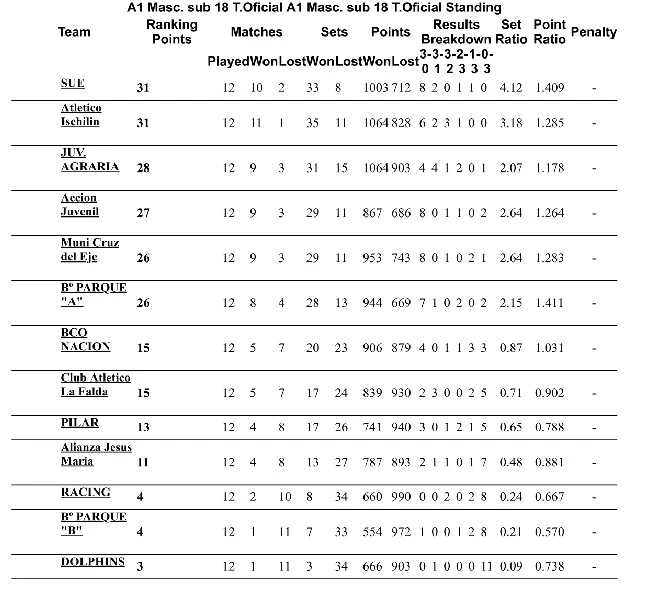 A1 Masc. sub 18 T.Oficial A1 Masc. sub 18 T.Oficial Standing
Team Ranking Points Matches Sets Points Results Breakdown Set Ratio Point Ratio Penalty
Played Won Lost Won Lost Won Lost 3-0 3-1 3-2 2-3 1-3 0-3
SUE 31 12 10 2 33 8 1003 712 8 2 0 1 1 0 4.12 1.409 -
Atletico Ischilin 31 12 11 1 35 11 1064 828 6 2 3 1 0 0 3.18 1.285 -
JUV. AGRARIA 28 12 9 3 31 15 1064 903 4 4 1 2 0 1 2.07 1.178 -
Accion Juvenil 27 12 9 3 29 11 867 686 8 0 1 1 0 2 2.64 1.264 -
Muni Cruz del Eje 26 12 9 3 29 11 953 743 8 0 1 0 2 1 2.64 1.283 -
Bº PARQUE "A" 26 12 8 4 28 13 944 669 7 1 0 2 0 2 2.15 1.411 -
BCO NACION 15 12 5 7 20 23 906 879 4 0 1 1 3 3 0.87 1.031 -
Club Atletico La Falda 15 12 5 7 17 24 839 930 2 3 0 0 2 5 0.71 0.902 -
PILAR 13 12 4 8 17 26 741 940 3 0 1 2 1 5 0.65 0.788 -
Alianza Jesus Maria 11 12 4 8 13 27 787 893 2 1 1 0 1 7 0.48 0.881 -
RACING 4 12 2 10 8 34 660 990 0 0 2 0 2 8 0.24 0.667 -
Bº PARQUE "B" 4 12 1 11 7 33 554 972 1 0 0 1 2 8 0.21 0.570 -
DOLPHINS 3 12 1 11 3 34 666 903 0 1 0 0 0 11 0.09 0.738 -